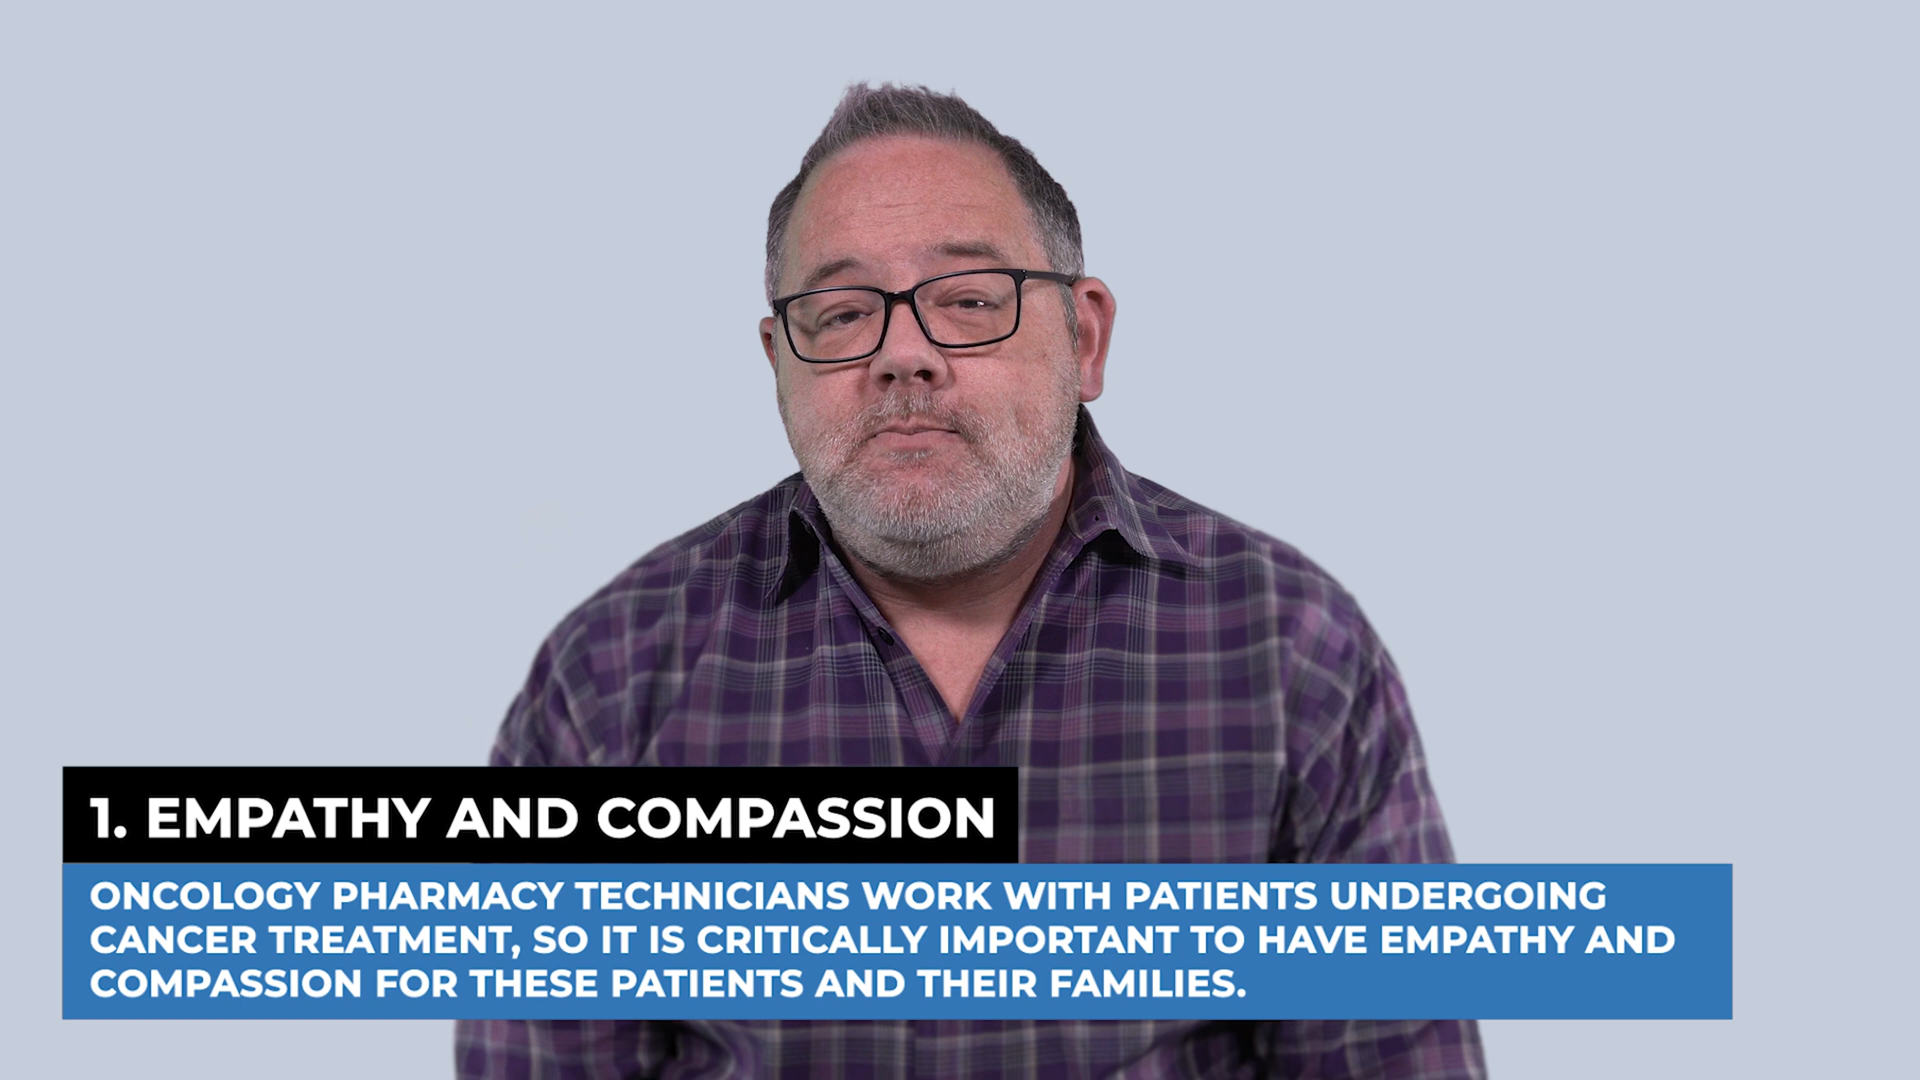 1. EMPATHY AND COMPASSION
ONCOLOGY PHARMACY TECHNICIANS WORK WITH PATIENTS UNDERGOING
CANCER TREATMENT, SO IT IS CRITICALLY IMPORTANT TO HAVE EMPATHY AND
COMPASSION FOR THESE PATIENTS AND THEIR FAMILIES.